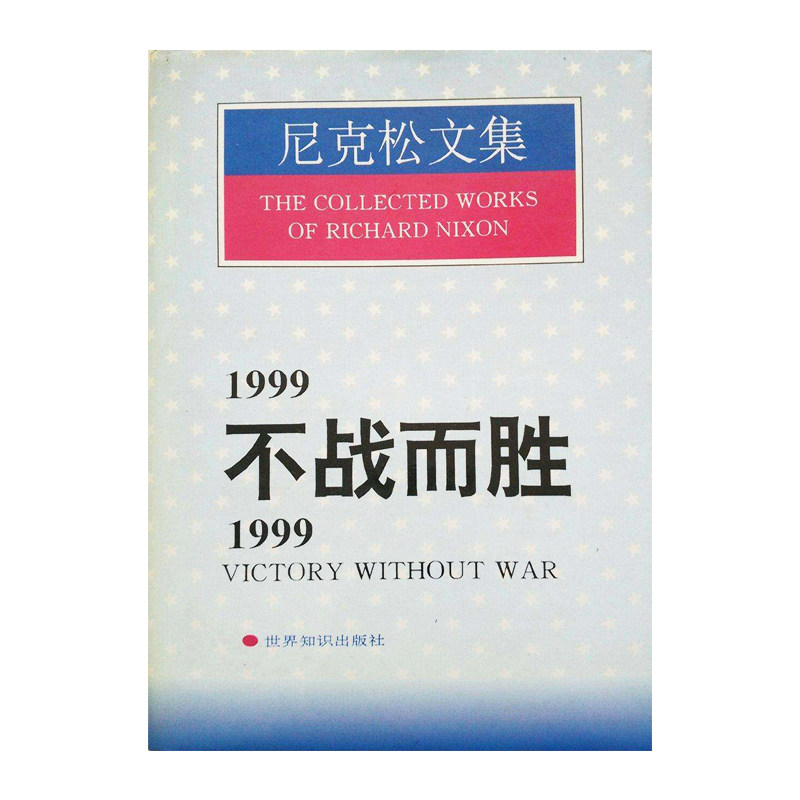 尼克松文集
THE COLLECTED WORKS
OF RICHARD NIXON
1999
不战而胜
1999
VICTORY WITHOUT WAR
世界知识出版社